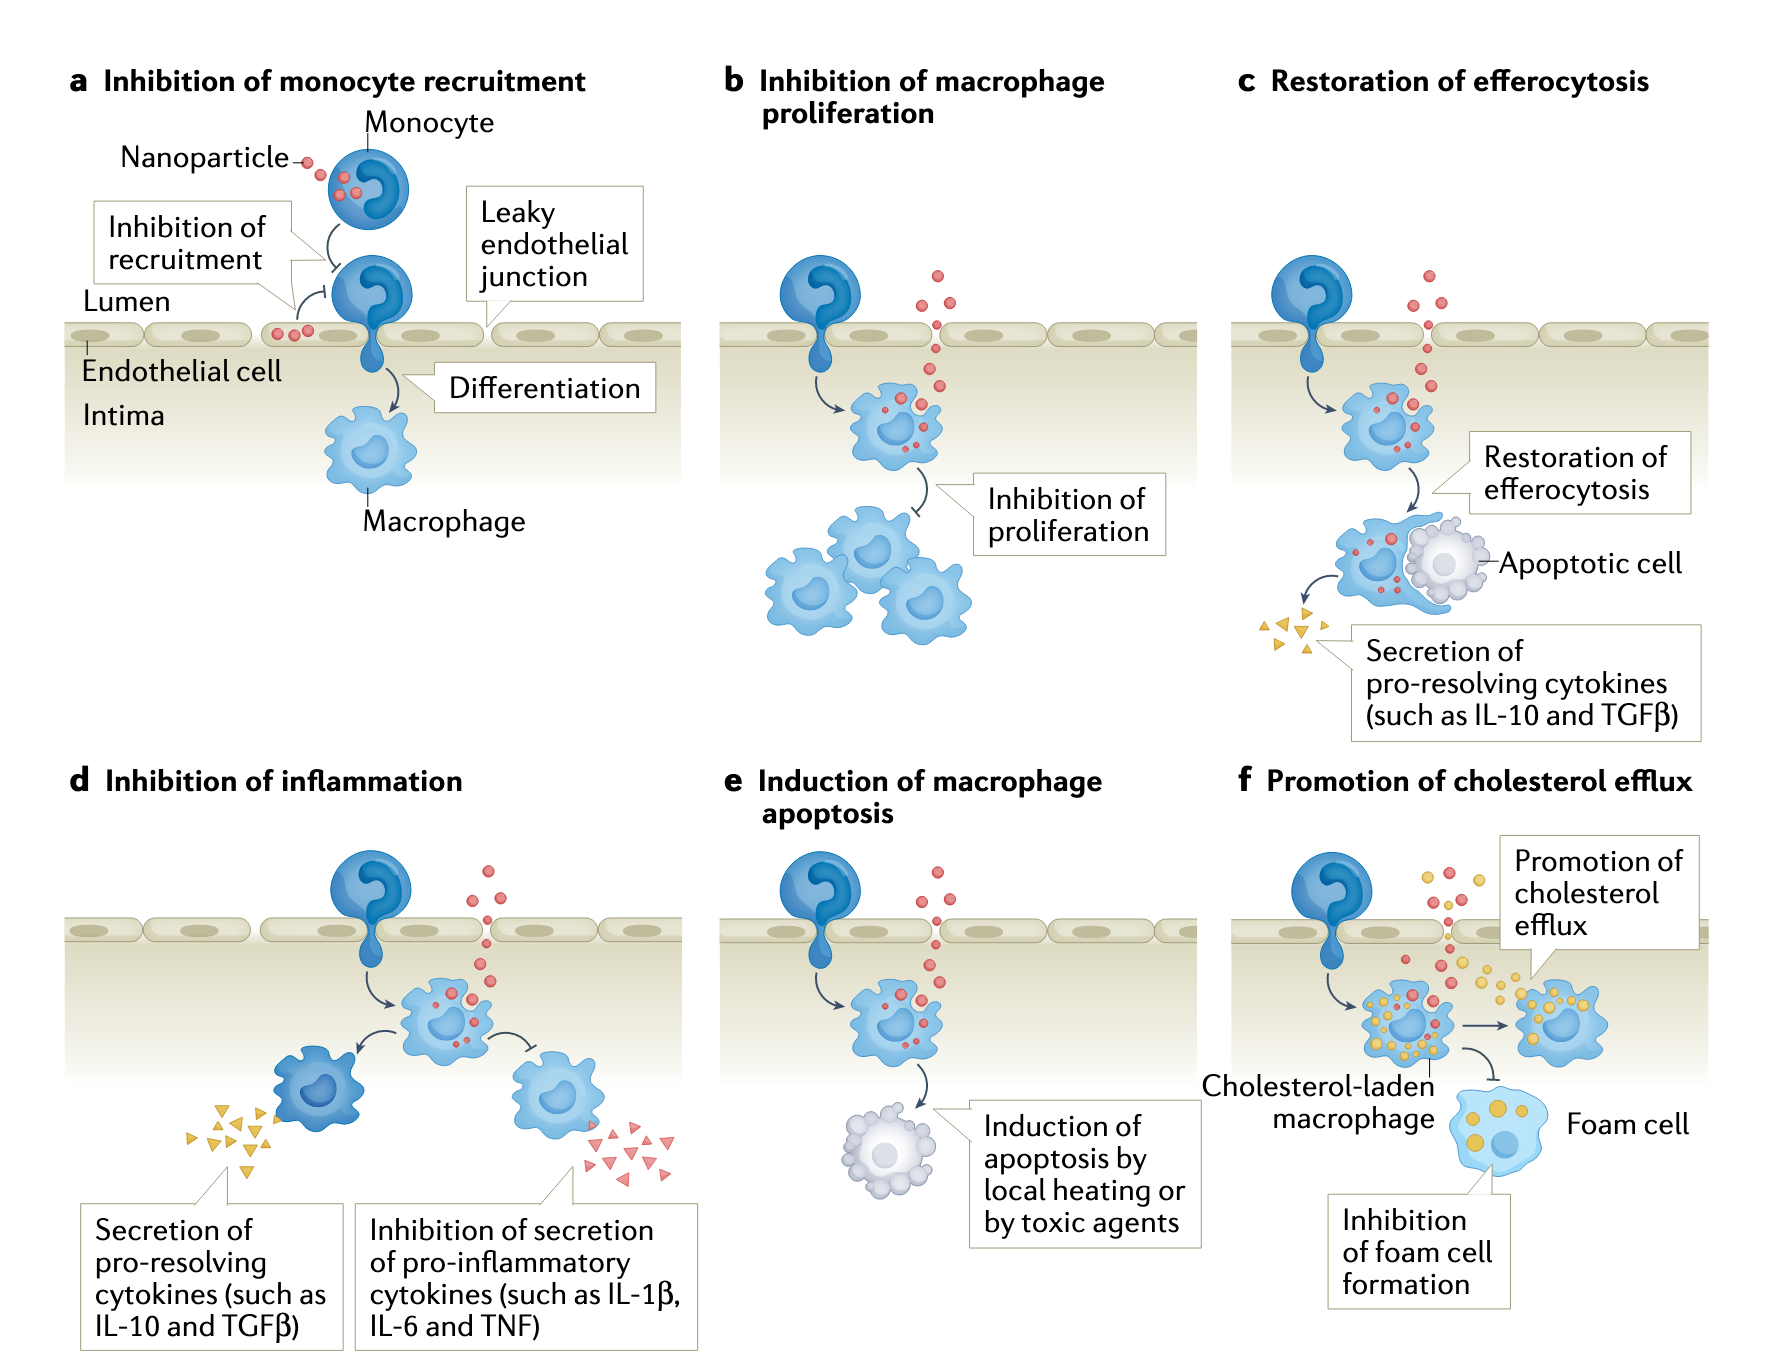 a Inhibition of monocyte recruitment
Monocyte
Nanoparticle
Inhibition of
recruitment
Leaky
endothelial
junction
Lumen
Endothelial cell
Differentiation
Intima
Macrophage
b Inhibition of macrophage
proliferation
Inhibition of
proliferation
c Restoration of efferocytosis
Restoration of
efferocytosis
Apoptotic cell
Secretion of
pro-resolving cytokines
(such as IL-10 and TGFβ)
d Inhibition of inflammation
Secretion of
pro-resolving
cytokines (such as
IL-10 and TGFβ)
Inhibition of secretion
of pro-inflammatory
cytokines (such as IL-1β,
IL-6 and TNF)
e Induction of macrophage
apoptosis
Induction of
apoptosis by
local heating or
by toxic agents
f Promotion of cholesterol efflux
Promotion of
cholesterol
efflux
Cholesterol-laden
macrophage
Foam cell
Inhibition
of foam cell
formation